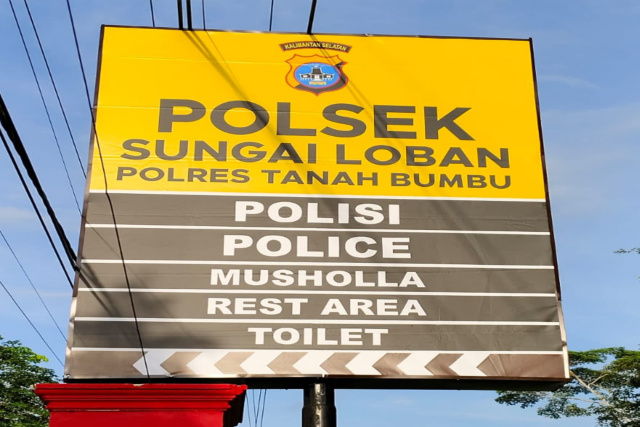 KALIMANTAN SELATAN
POLSEK
SUNGAI LOBAN
POLRES TANAH BUMBU
POLISI
POLICE
MUSHOLLA
REST AREA
TOILET